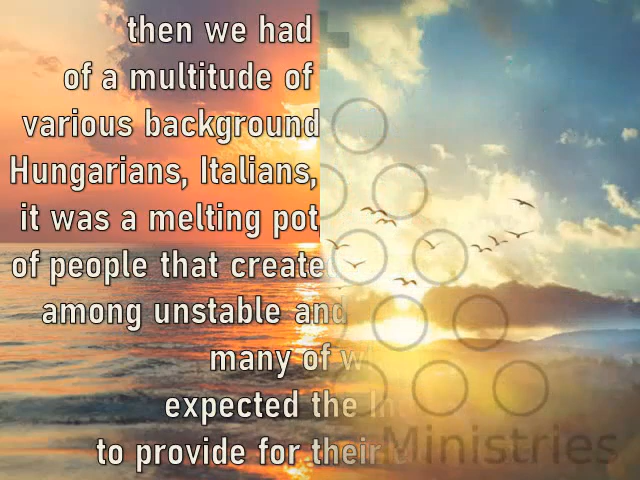 then we had
of a multitude of
various background
Hungarians, Italians,
it was a melting pot
of people that create
among unstable and
many of
expected the
to provide for their
Ministries